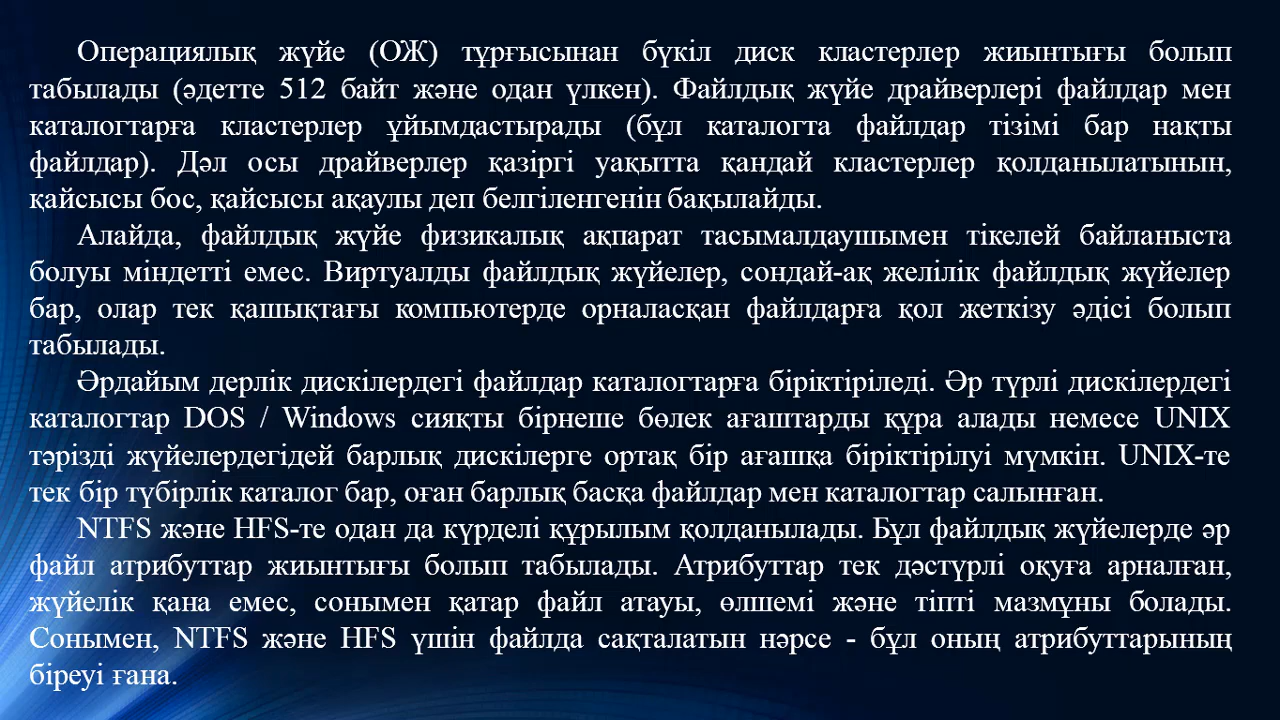 Операциялық жүйе (ОЖ) тұрғысынан бүкіл диск кластерлер жиынтығы болып
табылады (әдетте 512 байт және одан үлкен). Файлдық жүйе драйверлері файлдар мен
каталогтарға кластерлер ұйымдастырады (бұл каталогта файлдар тізімі бар нақты
файлдар). Дәл осы драйверлер қазіргі уақытта қандай кластерлер қолданылатынын,
қайсысы бос, қайсысы ақаулы деп белгіленгенін бақылайды.
Алайда, файлдық жүйе физикалық ақпарат тасымалдаушымен тікелей байланыста
болуы міндетті емес. Виртуалды файлдық жүйелер, сондай-ақ желілік файлдық жүйелер
бар, олар тек қашықтағы компьютерде орналасқан файлдарға қол жеткізу әдісі болып
табылады.
Әрдайым дерлік дискілердегі файлдар каталогтарға біріктіріледі. Әр түрлі дискілердегі
каталогтар DOS / Windows сияқты бірнеше бөлек ағаштарды құра алады немесе UNIX
тәрізді жүйелердегідей барлық дискілерге ортақ бір ағашқа біріктірілуі мүмкін. UNIX-те
тек бір түбірлік каталог бар, оған барлық басқа файлдар мен каталогтар салынған.
NTFS және HFS-те одан да күрделі құрылым қолданылады. Бұл файлдық жүйелерде әр
файл атрибуттар жиынтығы болып табылады. Атрибуттар тек дәстүрлі оқуға арналған,
жүйелік қана емес, сонымен қатар файл атауы, өлшемі және тіпті мазмұны болады.
Сонымен, NTFS және HFS үшін файлда сақталатын нәрсе - бұл оның атрибуттарының
біреуі ғана.